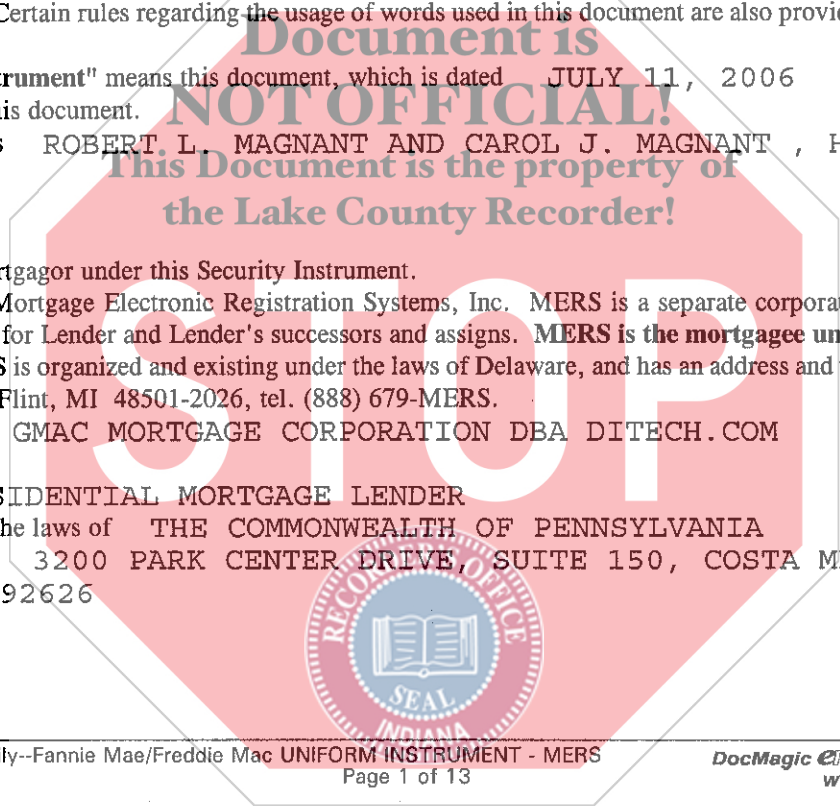 Certain rules regarding the usage of words used in this document are also provi
Document is
trument" means this document, which is dated JULY 11, 2006
is document.
NOT OFFICIAL!
ROBERT L. MAGNANT AND CAROL J. MAGNANT , H
This Document is the property of
the Lake County Recorder!
rtgagor under this Security Instrument.
Mortgage Electronic Registration Systems, Inc. MERS is a separate corpora
for Lender and Lender's successors and assigns. MERS is the mortgagee un
S is organized and existing under the laws of Delaware, and has an address and
Flint, MI 48501-2026, tel. (888) 679-MERS.
STOP
GMAC MORTGAGE CORPORATION DBA DITECH.COM
SIDENTIAL MORTGAGE LENDER
he laws of THE COMMONWEALTH OF PENNSYLVANIA
3200 PARK CENTER DRIVE, SUITE 150, COSTA M
92626
RECORDER'S OFFICE
SEAL
INDIANA
ly--Fannie Mae/Freddie Mac UNIFORM INSTRUMENT - MERS
Page 1 of 13
DocMagic
w